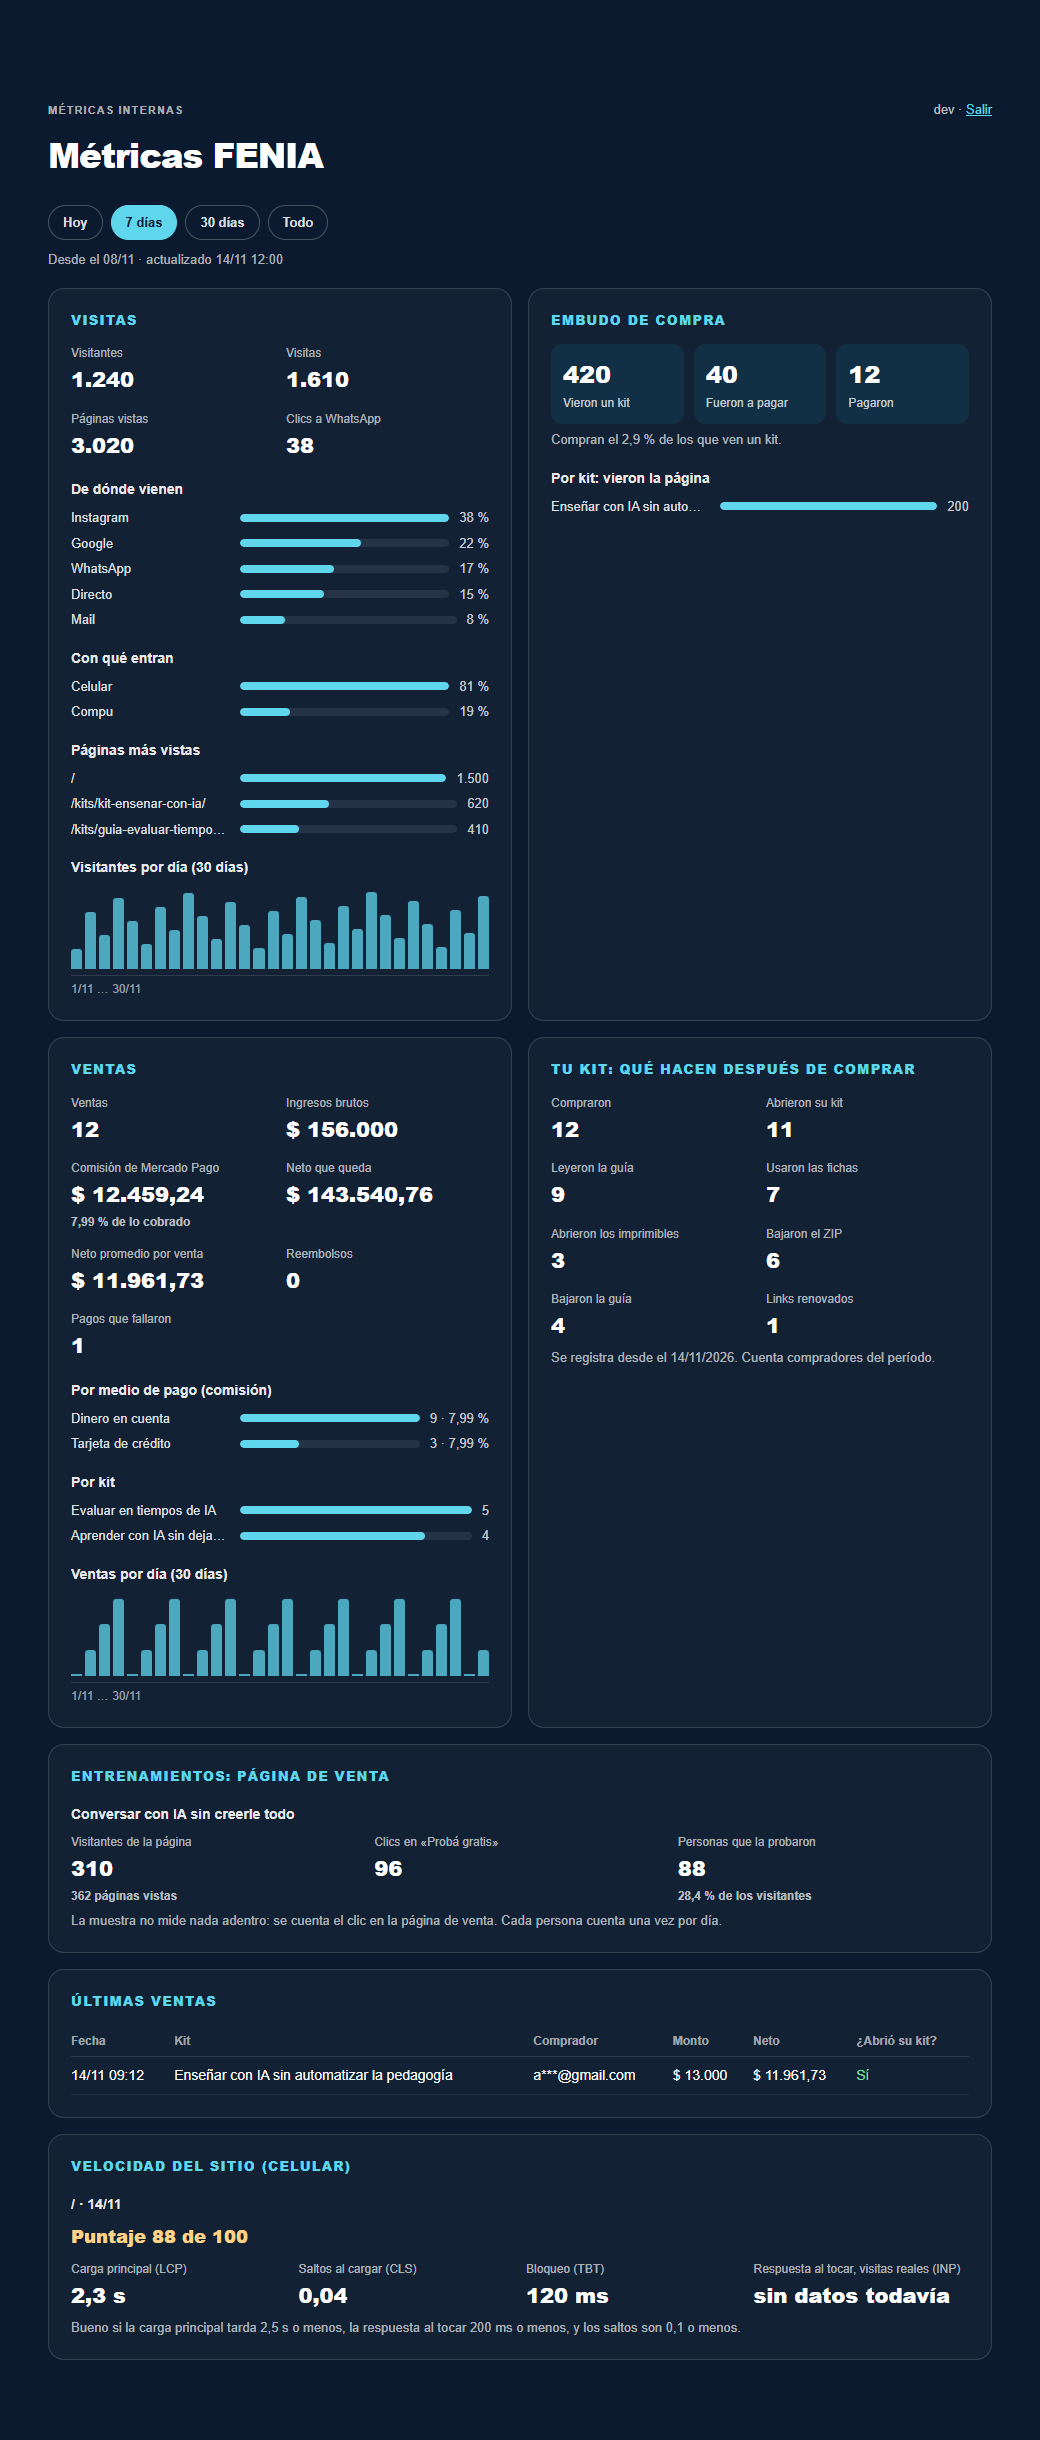 MÉTRICAS INTERNAS
dev · Salir
Métricas FENIA
Hoy
7 días
30 días
Todo
Desde el 08/11 · actualizado 14/11 12:00
VISITAS
Visitantes
Visitas
1.240
1.610
Páginas vistas
Clics a WhatsApp
3.020
38
De dónde vienen
Instagram 38 %
Google 22 %
WhatsApp 17 %
Directo 15 %
Mail 8 %
Con qué entran
Celular 81 %
Compu 19 %
Páginas más vistas
/ 1.500
/kits/kit-ensenar-con-ia/ 620
/kits/guia-evaluar-tiempo… 410
Visitantes por día (30 días)
1/11 … 30/11
EMBUDO DE COMPRA
420
Vieron un kit
40
Fueron a pagar
12
Pagaron
Compran el 2,9 % de los que ven un kit.
Por kit: vieron la página
Enseñar con IA sin auto… 200
VENTAS
Ventas
Ingresos brutos
12
$ 156.000
Comisión de Mercado Pago
Neto que queda
$ 12.459,24
$ 143.540,76
7,99 % de lo cobrado
Neto promedio por venta
Reembolsos
$ 11.961,73
0
Pagos que fallaron
1
Por medio de pago (comisión)
Dinero en cuenta 9 · 7,99 %
Tarjeta de crédito 3 · 7,99 %
Por kit
Evaluar en tiempos de IA 5
Aprender con IA sin deja… 4
Ventas por día (30 días)
1/11 … 30/11
TU KIT: QUÉ HACEN DESPUÉS DE COMPRAR
Compraron
Abrieron su kit
12
11
Leyeron la guía
Usaron las fichas
9
7
Abrieron los imprimibles
Bajaron el ZIP
3
6
Bajaron la guía
Links renovados
4
1
Se registra desde el 14/11/2026. Cuenta compradores del período.
ENTRENAMIENTOS: PÁGINA DE VENTA
Conversar con IA sin creerle todo
Visitantes de la página
Clics en «Probá gratis»
Personas que la probaron
310
96
88
362 páginas vistas
28,4 % de los visitantes
La muestra no mide nada adentro: se cuenta el clic en la página de venta. Cada persona cuenta una vez por día.
ÚLTIMAS VENTAS
Fecha Kit Comprador Monto Neto ¿Abrió su kit?
14/11 09:12 Enseñar con IA sin automatizar la pedagogía a***@gmail.com $ 13.000 $ 11.961,73 Sí
VELOCIDAD DEL SITIO (CELULAR)
/ · 14/11
Puntaje 88 de 100
Carga principal (LCP)
Saltos al cargar (CLS)
Bloqueo (TBT)
Respuesta al tocar, visitas reales (INP)
2,3 s
0,04
120 ms
sin datos todavía
Bueno si la carga principal tarda 2,5 s o menos, la respuesta al tocar 200 ms o menos, y los saltos son 0,1 o menos.